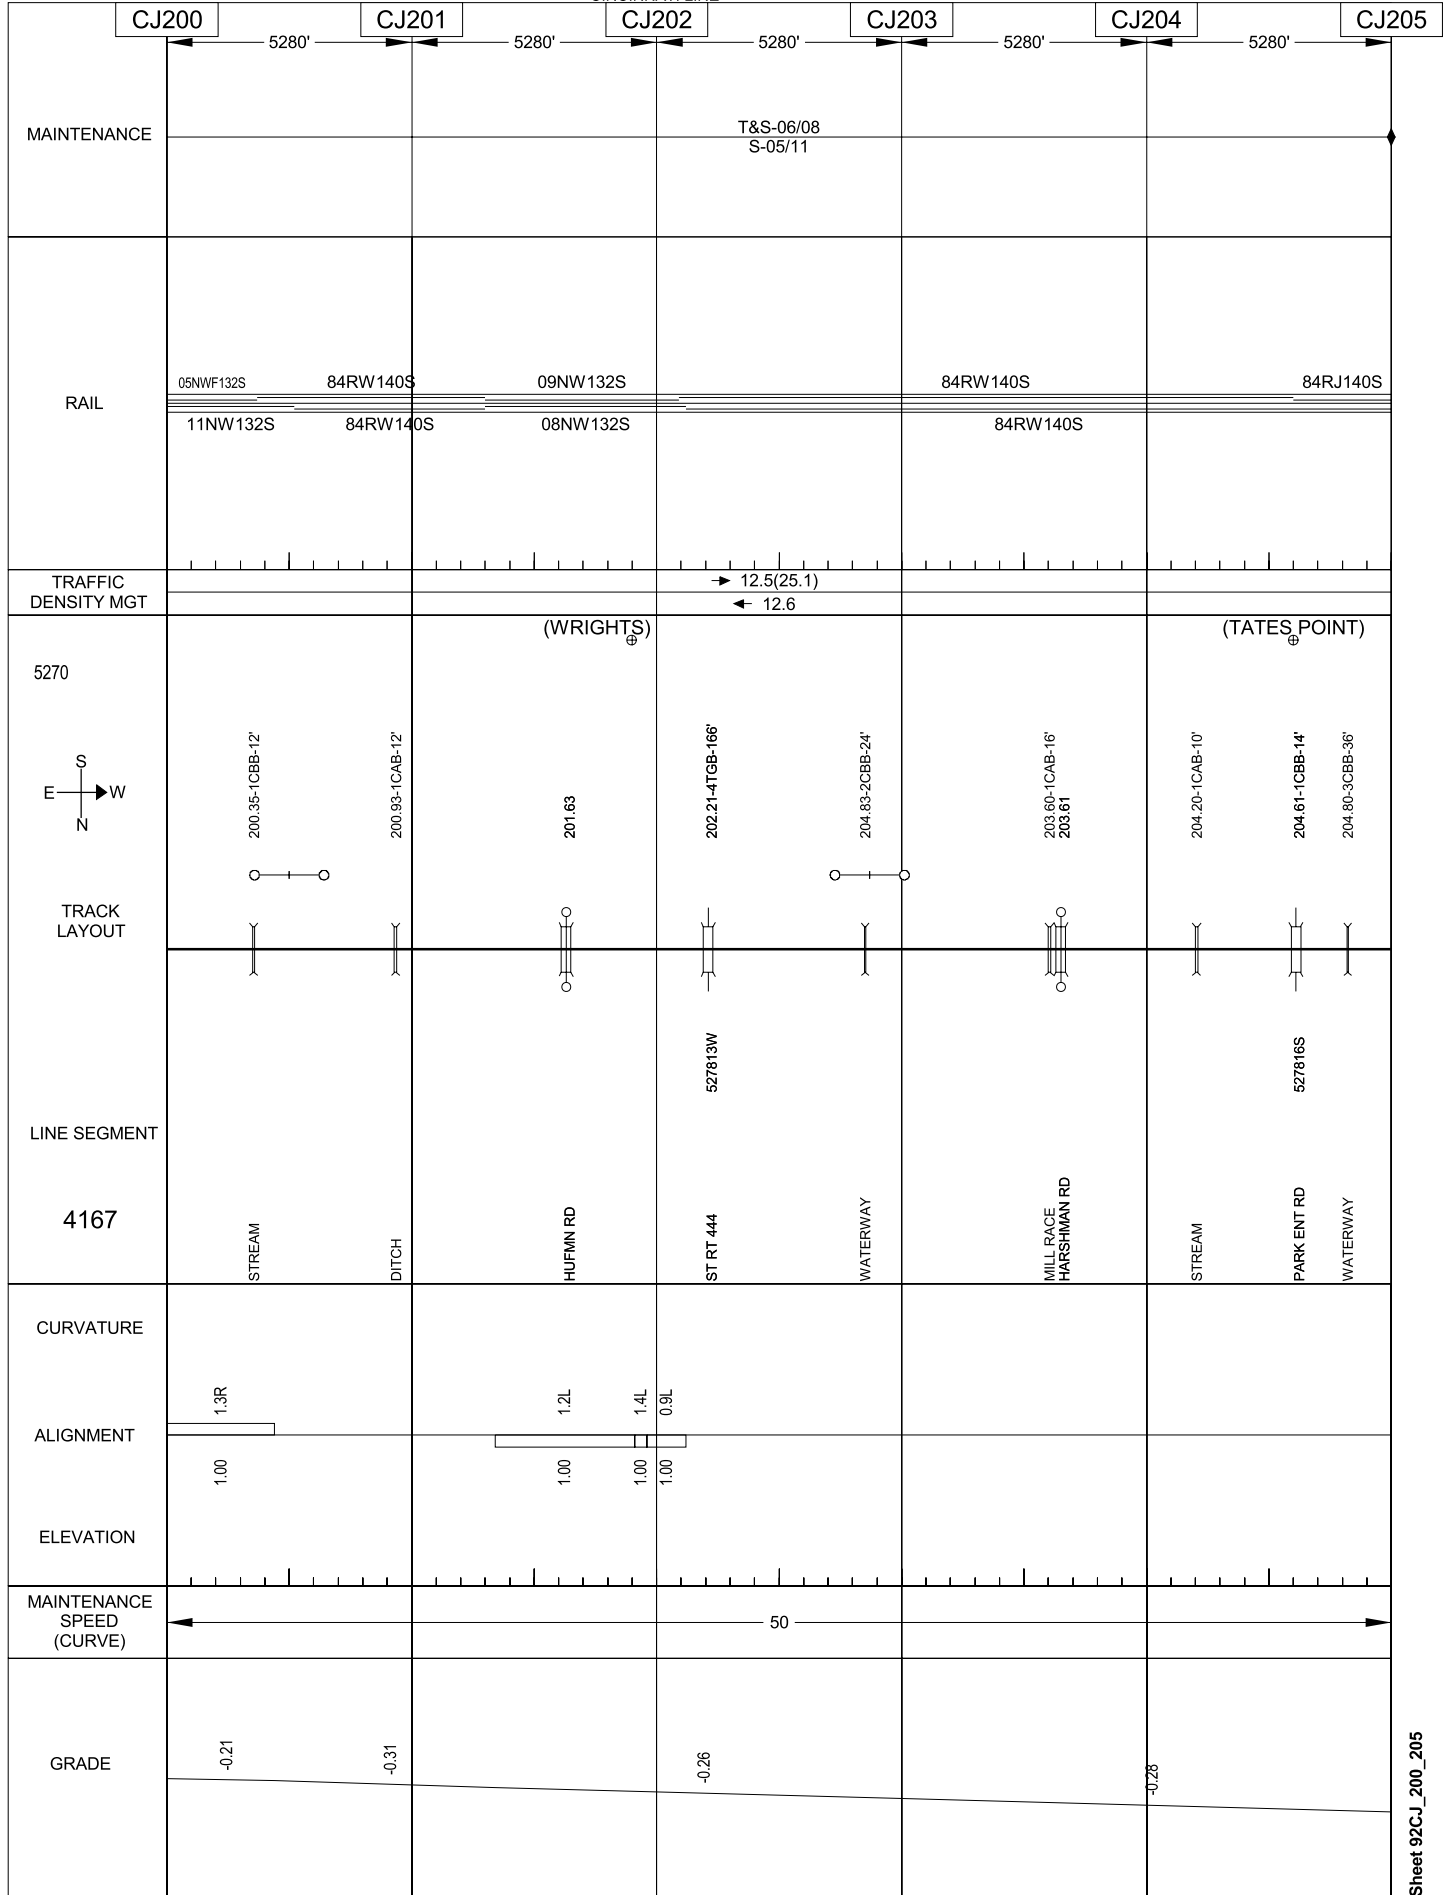 CJ200 CJ201 CJ202 CJ203 CJ204 CJ205
5280' 5280' 5280' 5280' 5280'
MAINTENANCE
T&S-06/08
S-05/11
RAIL
05NWF132S 84RW140S 09NW132S 84RW140S 84RJ140S
11NW132S 84RW140S 08NW132S 84RW140S
TRAFFIC
DENSITY MGT
12.5(25.1)
12.6
(WRIGHTS) (TATES POINT)
5270
S
E W
N
200.35-1CBB-12'
200.93-1CAB-12'
201.63
202.21-4TGB-166'
204.83-2CBB-24'
203.60-1CAB-16'
203.61
204.20-1CAB-10'
204.61-1CBB-14'
204.80-3CBB-36'
TRACK
LAYOUT
527813W
527816S
LINE SEGMENT
4167
STREAM
DITCH
HUFMN RD
ST RT 444
WATERWAY
MILL RACE
HARSHMAN RD
STREAM
PARK ENT RD
WATERWAY
CURVATURE
1.3R 1.2L 1.4L 0.9L
ALIGNMENT
1.00 1.00 1.00 1.00
ELEVATION
MAINTENANCE
SPEED
(CURVE)
50
GRADE
-0.21 -0.31 -0.26 -0.28
Sheet 92CJ_200_205